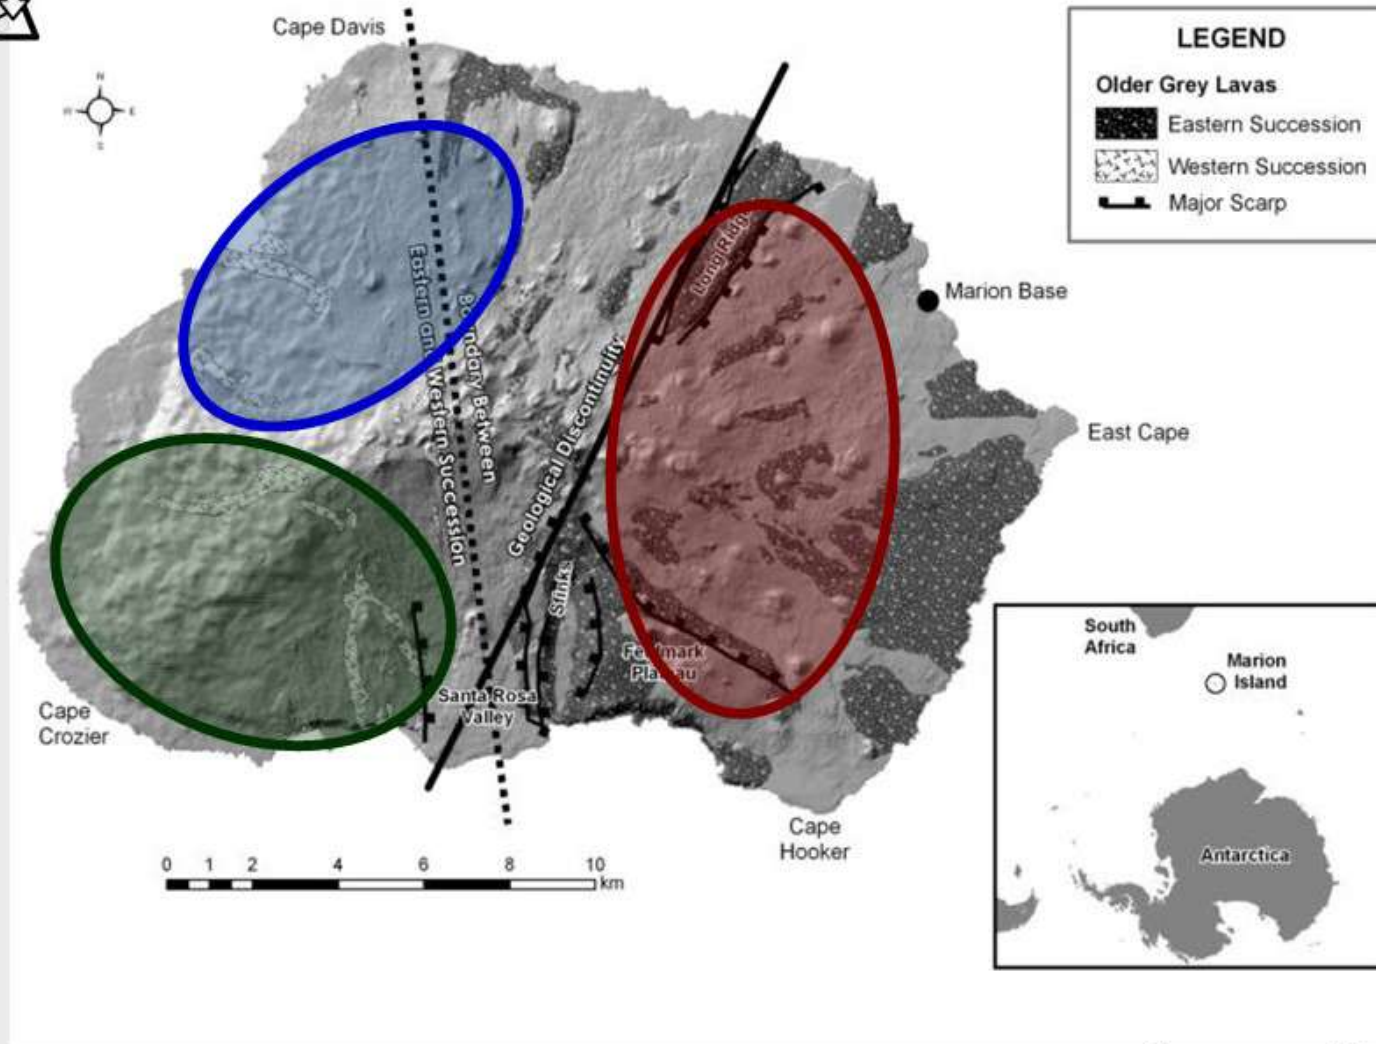 Cape Davis
N
W
E
S
LEGEND
Older Grey Lavas
Eastern Succession
Western Succession
Major Scarp
Long Ridge
Marion Base
Boundary Between
Eastern and Western Succession
Geological Discontinuity
East Cape
Sfinks
Feldmark
Plateau
Santa Rosa
Valley
Cape
Crozier
Cape
Hooker
0 1 2 4 6 8 10
km
South
Africa
Marion
Island
Antarctica